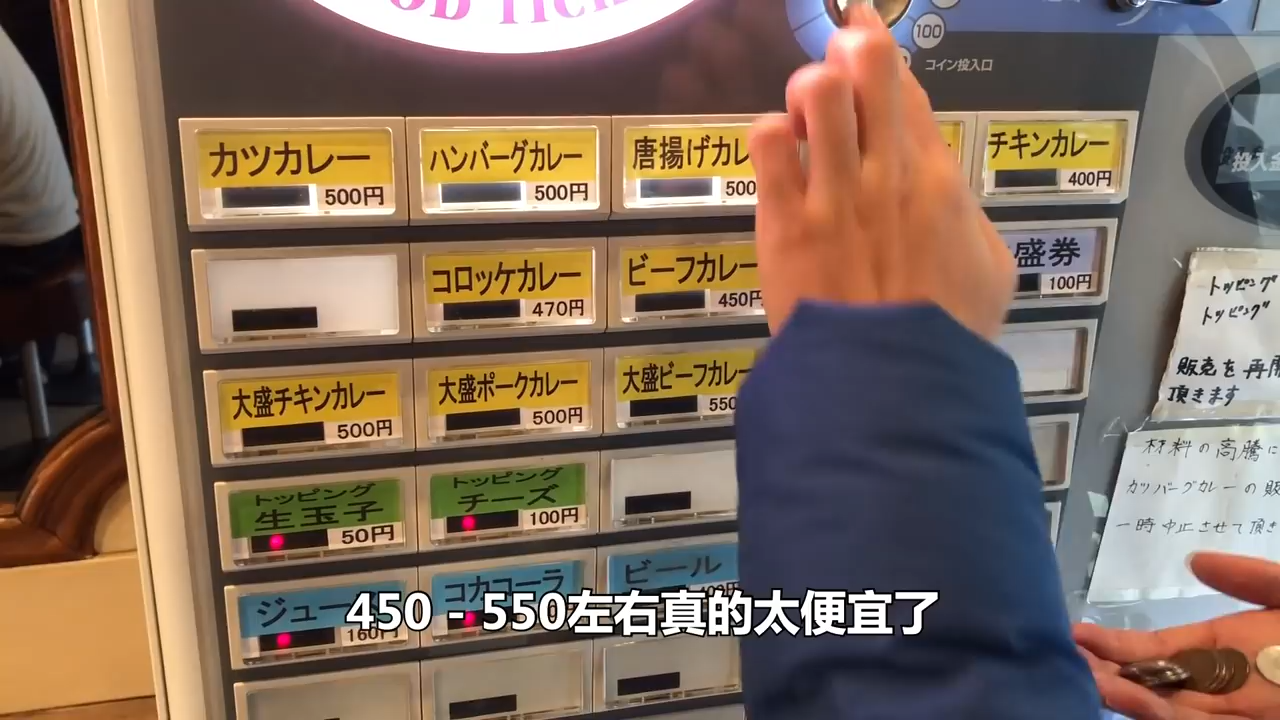 100
コイン投入口
カツカレー
500円
ハンバーグカレー
500円
唐揚げカレ
500
チキンカレー
400円
コロッケカレー
470円
ビーフカレー
450円
盛券
100円
大盛チキンカレー
500円
大盛ポークカレー
500円
大盛ビーフカレー
550
トッピング
生玉子
50円
トッピング
チーズ
100円
ジュー
160円
コカコーラ
ビール
投入金
トッピング
トッピング
販売を再開
頂きます
材料の高騰に
カツ/バーグカレーの販
一時中止させて頂き
450 - 550左右真的太便宜了